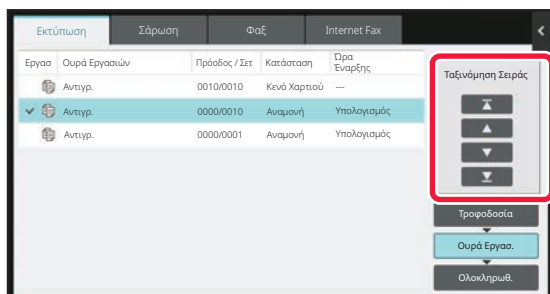 Εκτύπωση Σάρωση Φαξ Internet Fax
Εργασ Ουρά Εργασιών Πρόοδος / Σετ Κατάσταση Ώρα Έναρξης
Αντιγρ. 0010/0010 Κενό Χαρτιού ---
Αντιγρ. 0000/0010 Αναμονή Υπολογισμός
Αντιγρ. 0000/0001 Αναμονή Υπολογισμός
Ταξινόμηση Σειράς
Τροφοδοσία
Ουρά Εργασ.
Ολοκληρωθ.